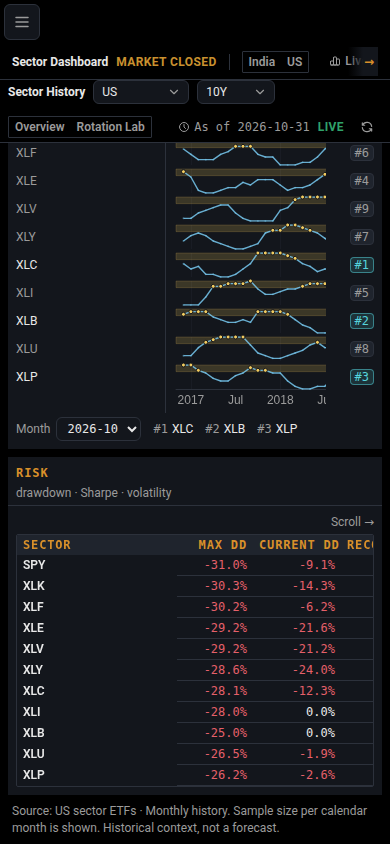 Sector Dashboard MARKET CLOSED India US Liv →
Sector History US 10Y
Overview Rotation Lab As of 2026-10-31 LIVE
XLF #6
XLE #4
XLV #9
XLY #7
XLC #1
XLI #5
XLB #2
XLU #8
XLP #3
2017 Jul 2018 Ju
Month 2026-10 #1 XLC #2 XLB #3 XLP
RISK
drawdown · Sharpe · volatility
Scroll →
SECTOR MAX DD CURRENT DD RECO
SPY -31.0% -9.1%
XLK -30.3% -14.3%
XLF -30.2% -6.2%
XLE -29.2% -21.6%
XLV -29.2% -21.2%
XLY -28.6% -24.0%
XLC -28.1% -12.3%
XLI -28.0% 0.0%
XLB -25.0% 0.0%
XLU -26.5% -1.9%
XLP -26.2% -2.6%
Source: US sector ETFs · Monthly history. Sample size per calendar
month is shown. Historical context, not a forecast.